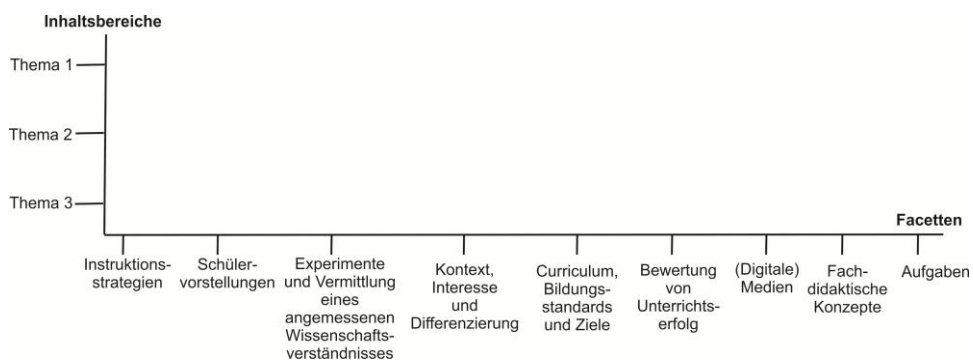 Inhaltsbereiche
Thema 1
Thema 2
Thema 3
Facetten
Instruktions-
strategien
Schüler-
vorstellungen
Experimente
und Vermittlung
eines
angemessenen
Wissenschafts-
verständnisses
Kontext,
Interesse
und
Differenzierung
Curriculum,
Bildungs-
standards
und Ziele
Bewertung
von
Unterrichts-
erfolg
(Digitale)
Medien
Fach-
didaktische
Konzepte
Aufgaben